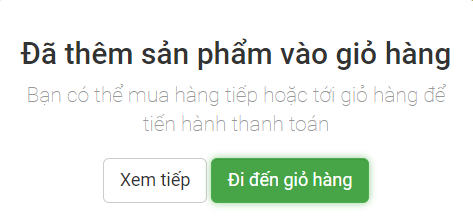 Đã thêm sản phẩm vào giỏ hàng
Bạn có thể mua hàng tiếp hoặc tới giỏ hàng để
tiến hành thanh toán
Xem tiếp
Đi đến giỏ hàng